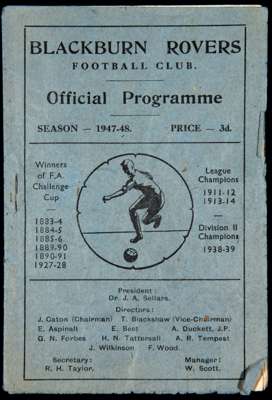 BLACKBURN ROVERS
FOOTBALL CLUB.
Official Programme
SEASON — 1947-48. PRICE — 3d.
Winners
of F.A.
Challenge
Cup
1883-4
1884-5
1885-6
1889-90
1890-91
1927-28
League
Champions
1911-12
1913-14
Division II
Champions
1938-39
President:
Dr. J. A. Sellars.
Directors:
J. Caton (Chairman) T. Blackshaw (Vice-Chairman)
E. Aspinall E. Best A. Duckett, J.P.
G. N. Forbes H. N. Tattersall A. R. Tempest
J. Wilkinson F. Wood.
Secretary: Manager:
R. H. Taylor. W. Scott.